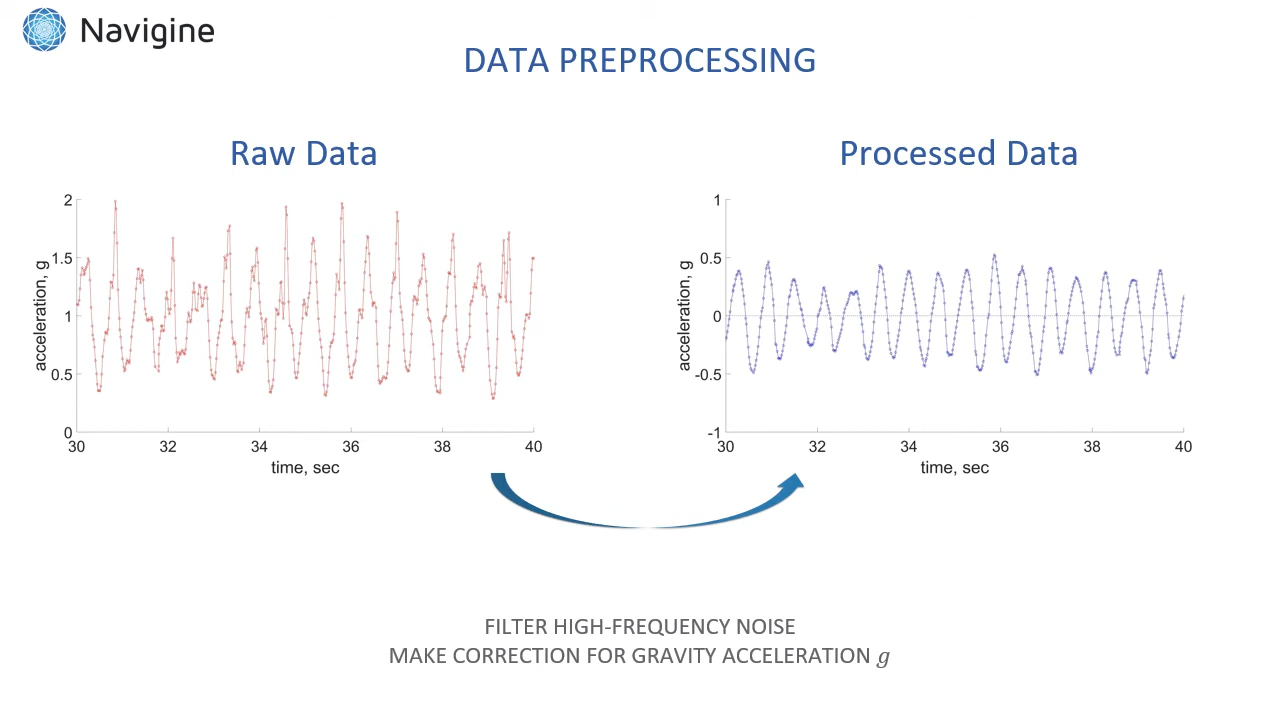 Navigine
DATA PREPROCESSING
Raw Data
2
1.5
1
0.5
0
acceleration, g
30 32 34 36 38 40
time, sec
Processed Data
1
0.5
0
-0.5
-1
acceleration, g
30 32 34 36 38 40
time, sec
FILTER HIGH-FREQUENCY NOISE
MAKE CORRECTION FOR GRAVITY ACCELERATION g